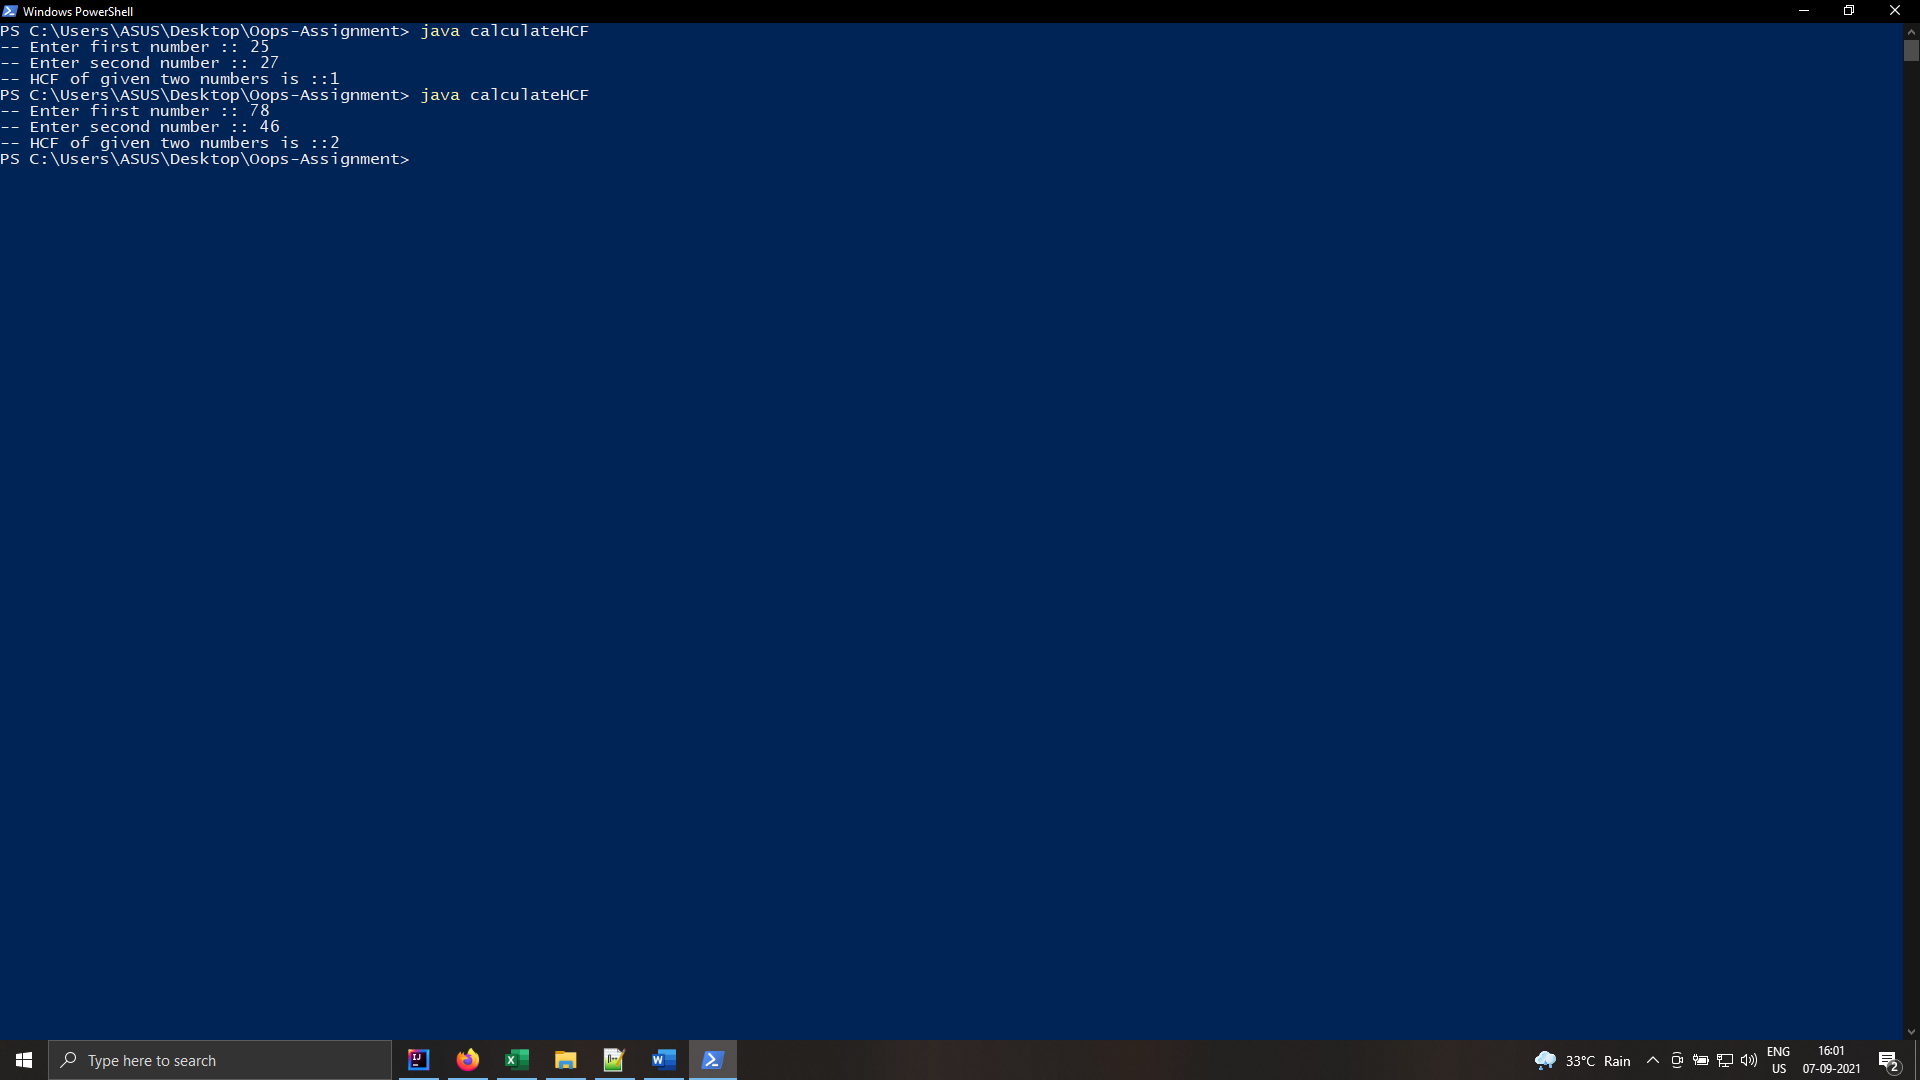 Windows PowerShell
PS C:\Users\ASUS\Desktop\Oops-Assignment> java calculateHCF
-- Enter first number :: 25
-- Enter second number :: 27
-- HCF of given two numbers is ::1
PS C:\Users\ASUS\Desktop\Oops-Assignment> java calculateHCF
-- Enter first number :: 78
-- Enter second number :: 46
-- HCF of given two numbers is ::2
PS C:\Users\ASUS\Desktop\Oops-Assignment>
Type here to search
33°C Rain
ENG
US
16:01
07-09-2021
2